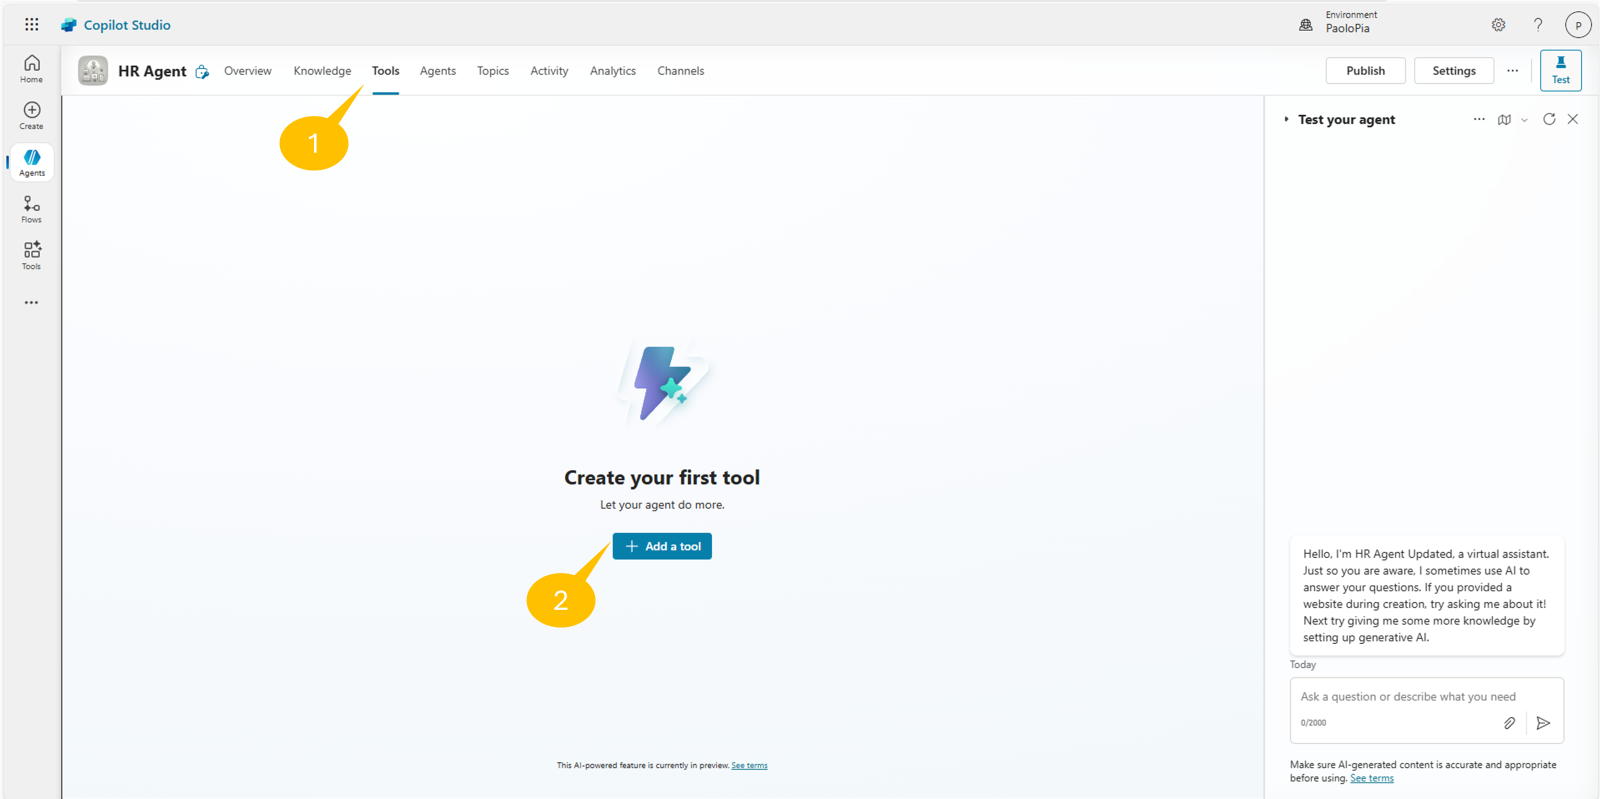 Copilot Studio
Environment
PaoloPia
?
P
Home
Create
Agents
Flows
Tools
HR Agent
Overview
Knowledge
Tools
Agents
Topics
Activity
Analytics
Channels
Publish
Settings
Test
1
Create your first tool
Let your agent do more.
+ Add a tool
2
This AI-powered feature is currently in preview. See terms
Test your agent
Hello, I'm HR Agent Updated, a virtual assistant.
Just so you are aware, I sometimes use AI to
answer your questions. If you provided a
website during creation, try asking me about it!
Next try giving me some more knowledge by
setting up generative AI.
Today
Ask a question or describe what you need
0/2000
Make sure AI-generated content is accurate and appropriate
before using. See terms